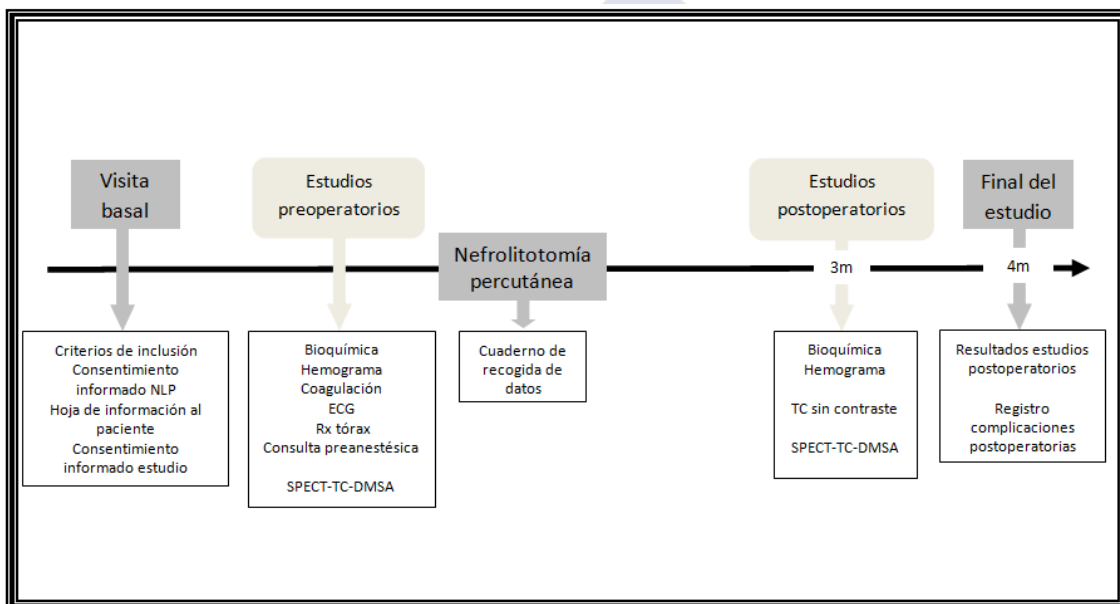 Visita
basal
Estudios
preoperatorios
Nefrolitotomía
percutánea
Estudios
postoperatorios
Final del
estudio
3m
4m
Criterios de inclusión
Consentimiento
informado NLP
Hoja de información al
paciente
Consentimiento
informado estudio
Bioquímica
Hemograma
Coagulación
ECG
Rx tórax
Consulta preanestésica
SPECT-TC-DMSA
Cuaderno de
recogida de
datos
Bioquímica
Hemograma
TC sin contraste
SPECT-TC-DMSA
Resultados estudios
postoperatorios
Registro
complicaciones
postoperatorias